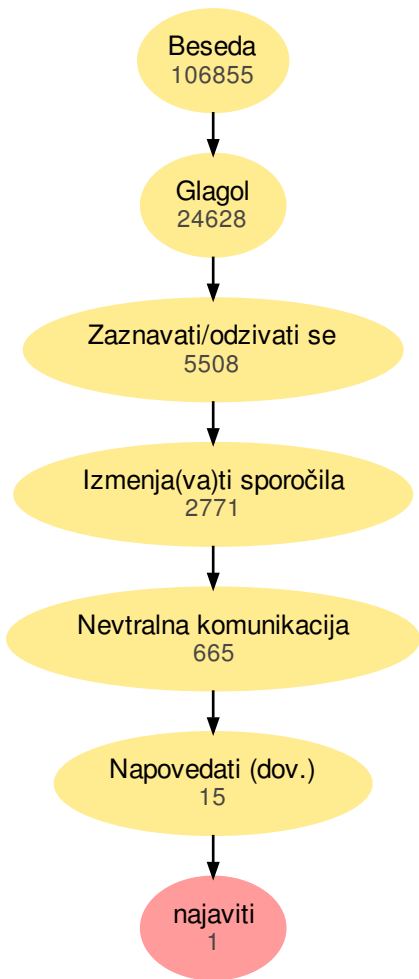 Beseda
106855
Glagol
24628
Zaznavati/odzivati se
5508
Izmenja(va)ti sporočila
2771
Nevtralna komunikacija
665
Napovedati (dov.)
15
najaviti
1